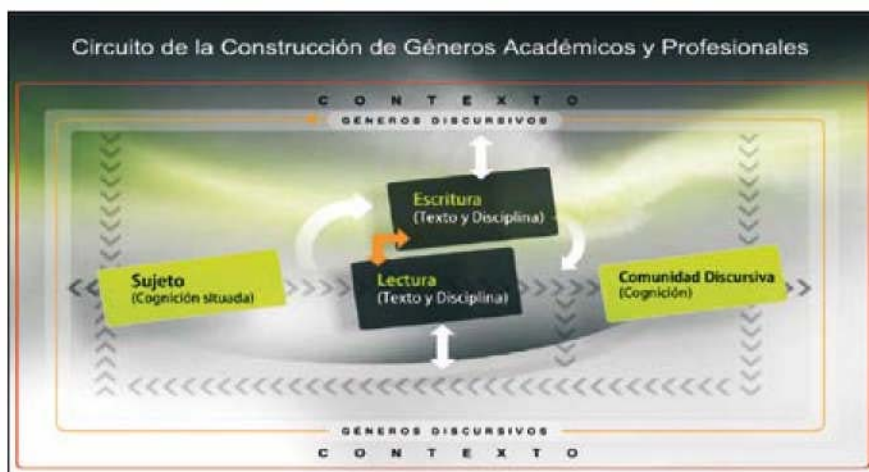 Circuito de la Construcción de Géneros Académicos y Profesionales
C O N T E X T O
GÉNEROS DISCURSIVOS
Escritura
(Texto y Disciplina)
Sujeto
(Cognición situada)
Lectura
(Texto y Disciplina)
Comunidad Discursiva
(Cognición)
GÉNEROS DISCURSIVOS
C O N T E X T O